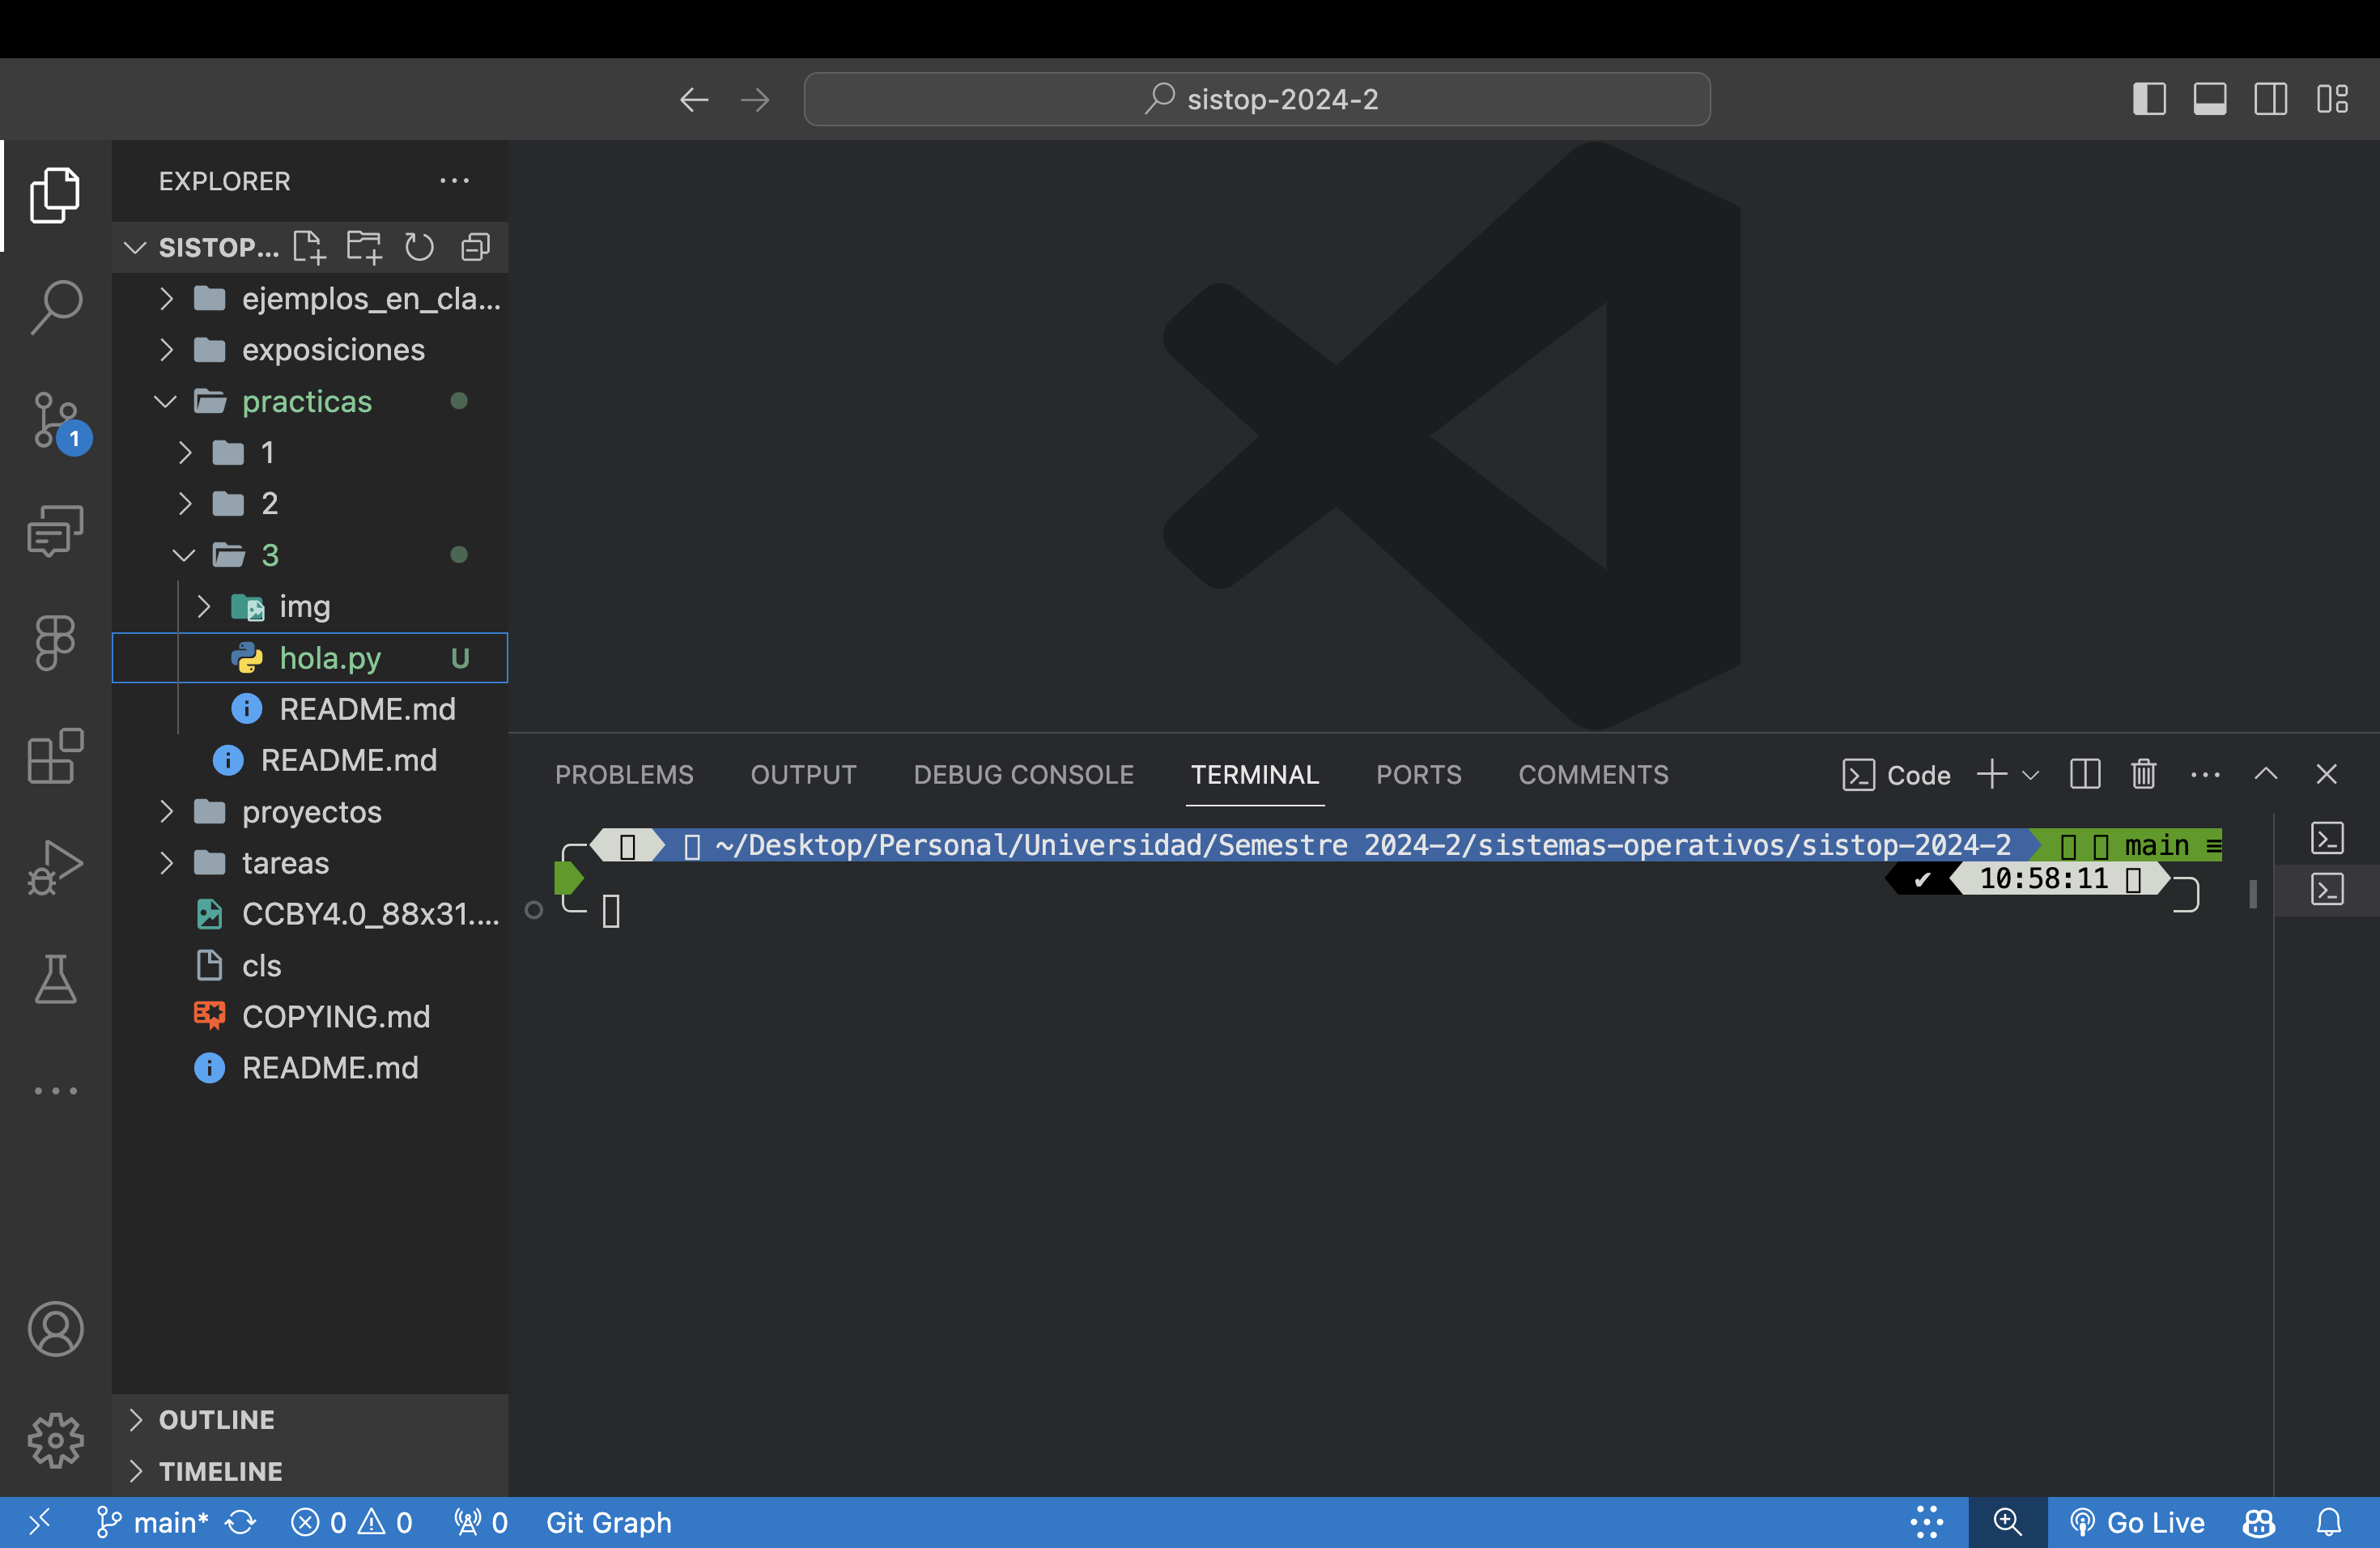 sistop-2024-2
EXPLORER
SISTOP...
ejemplos_en_cla...
exposiciones
practicas
1
1
2
3
img
hola.py U
README.md
README.md
proyectos
tareas
CCBY4.0_88x31....
cls
COPYING.md
README.md
OUTLINE
TIMELINE
PROBLEMS OUTPUT DEBUG CONSOLE TERMINAL PORTS COMMENTS Code
~/Desktop/Personal/Universidad/Semestre 2024-2/sistemas-operativos/sistop-2024-2 main ≡
✔ 10:58:11
main* 0 0 0 Git Graph Go Live